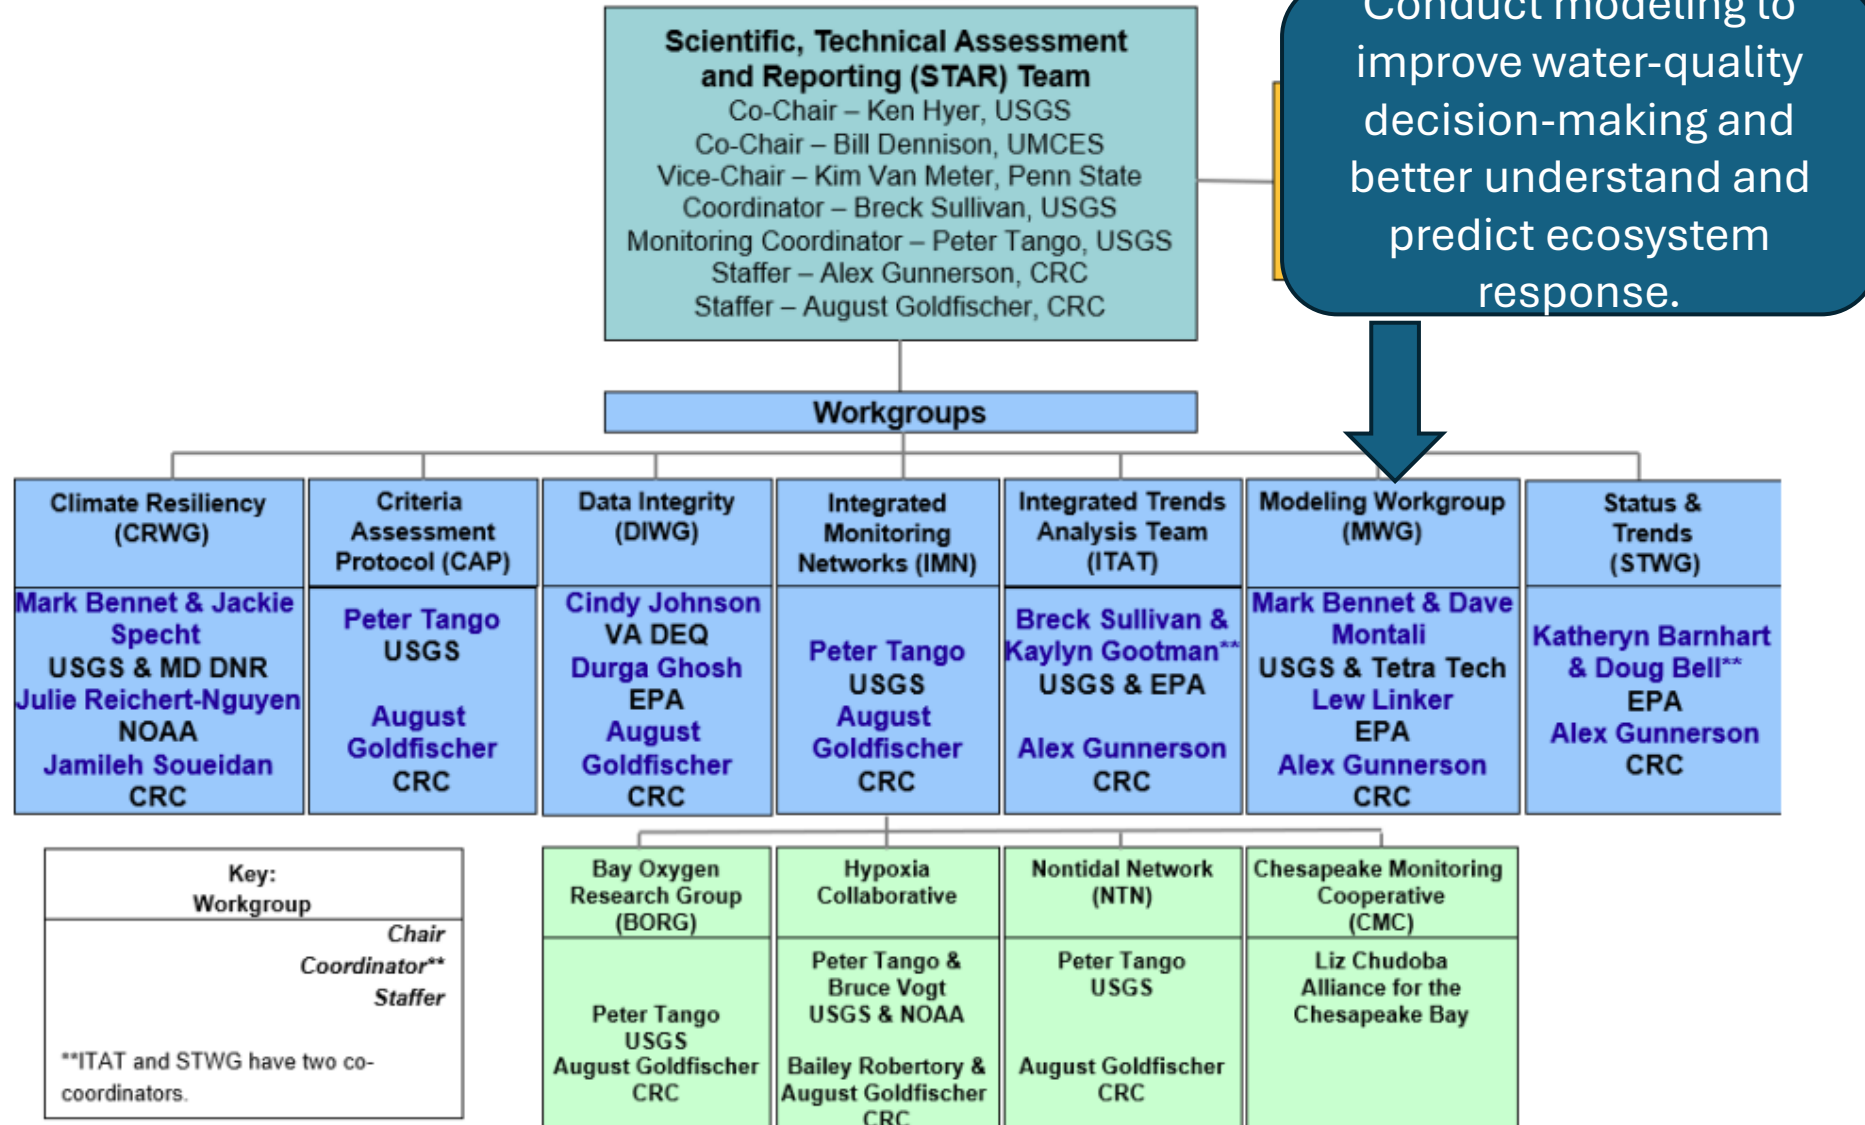 Scientific, Technical Assessment
and Reporting (STAR) Team
Co-Chair – Ken Hyer, USGS
Co-Chair – Bill Dennison, UMCES
Vice-Chair – Kim Van Meter, Penn State
Coordinator – Breck Sullivan, USGS
Monitoring Coordinator – Peter Tango, USGS
Staffer – Alex Gunnerson, CRC
Staffer – August Goldfischer, CRC
Conduct modeling to
improve water-quality
decision-making and
better understand and
predict ecosystem
response.
Workgroups
Climate Resiliency
(CRWG)
Mark Bennet & Jackie
Specht
USGS & MD DNR
Julie Reichert-Nguyen
NOAA
Jamileh Soueidan
CRC
Criteria
Assessment
Protocol (CAP)
Peter Tango
USGS
August
Goldfischer
CRC
Data Integrity
(DIWG)
Cindy Johnson
VA DEQ
Durga Ghosh
EPA
August
Goldfischer
CRC
Integrated
Monitoring
Networks (IMN)
Peter Tango
USGS
August
Goldfischer
CRC
Integrated Trends
Analysis Team
(ITAT)
Breck Sullivan &
Kaylyn Gootman**
USGS & EPA
Alex Gunnerson
CRC
Modeling Workgroup
(MWG)
Mark Bennet & Dave
Montali
USGS & Tetra Tech
Lew Linker
EPA
Alex Gunnerson
CRC
Status &
Trends
(STWG)
Katheryn Barnhart
& Doug Bell**
EPA
Alex Gunnerson
CRC
Key:
Workgroup
Chair
Coordinator**
Staffer
**ITAT and STWG have two co-
coordinators.
Bay Oxygen
Research Group
(BORG)
Peter Tango
USGS
August Goldfischer
CRC
Hypoxia
Collaborative
Peter Tango &
Bruce Vogt
USGS & NOAA
Bailey Robertory &
August Goldfischer
CRC
Nontidal Network
(NTN)
Peter Tango
USGS
August Goldfischer
CRC
Chesapeake Monitoring
Cooperative
(CMC)
Liz Chudoba
Alliance for the
Chesapeake Bay